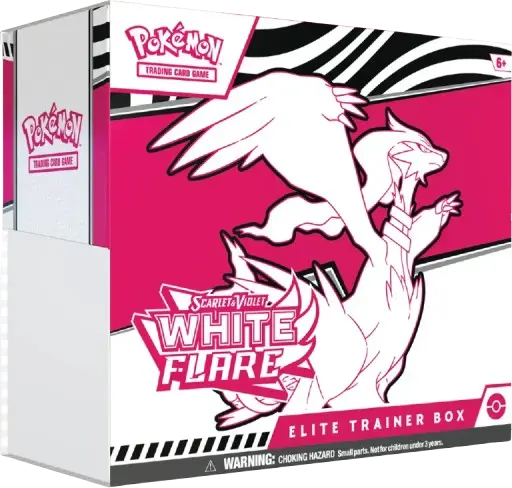 POKéMON
TRADING CARD GAME
6+
POKéMON
TRADING CARD GAME
SCARLET & VIOLET
WHITE
FLARE
ELITE TRAINER BOX
WARNING: CHOKING HAZARD Small parts. Not for children under 3 years.